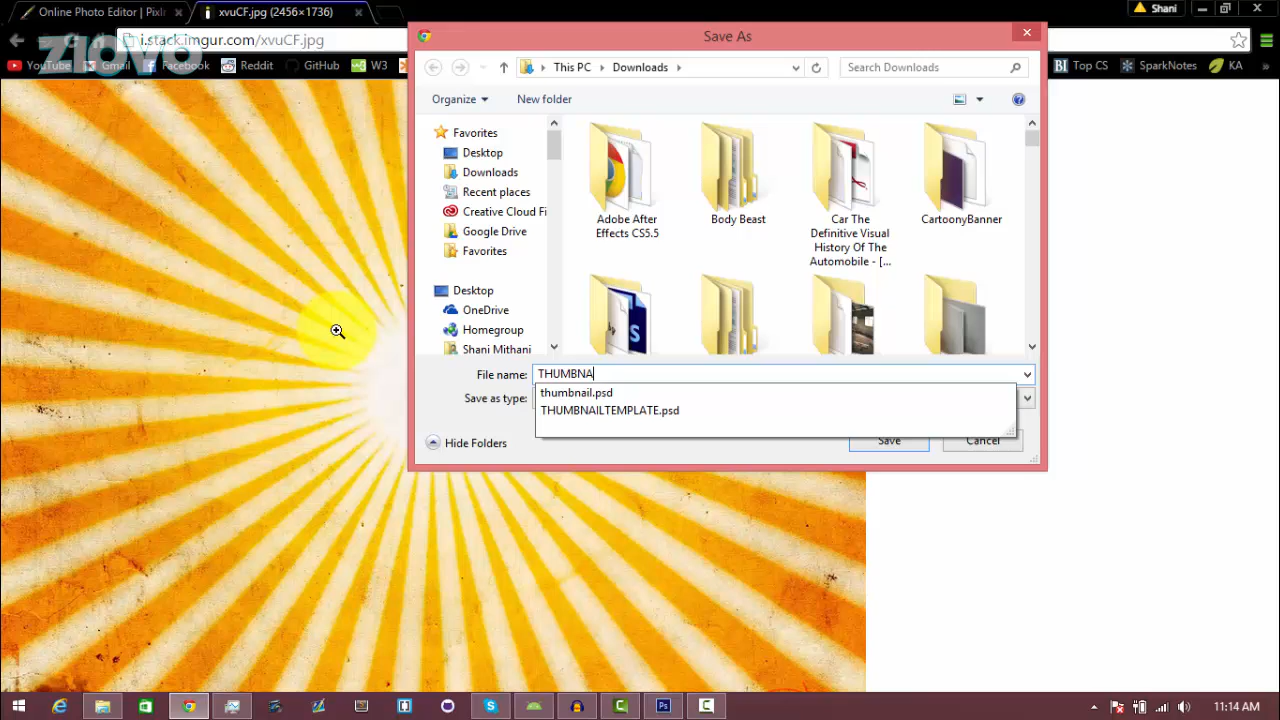 Online Photo Editor | Pixlr
xvuCF.jpg (2456×1736)
Shani
i.stack.imgur.com/xvuCF.jpg
zloyo
YouTube Gmail Facebook Reddit GitHub W3
BI Top CS SparkNotes KA »
Save As
This PC Downloads
Search Downloads
Organize New folder
Favorites
Desktop
Downloads
Recent places
Creative Cloud Fi
Google Drive
Favorites
Desktop
OneDrive
Homegroup
Shani Mithani
Adobe After
Effects CS5.5
Body Beast
Car The
Definitive Visual
History Of The
Automobile - [...
CartoonyBanner
File name: THUMBNA
thumbnail.psd
THUMBNAILTEMPLATE.psd
Save as type:
Hide Folders
Save
Cancel
11:14 AM